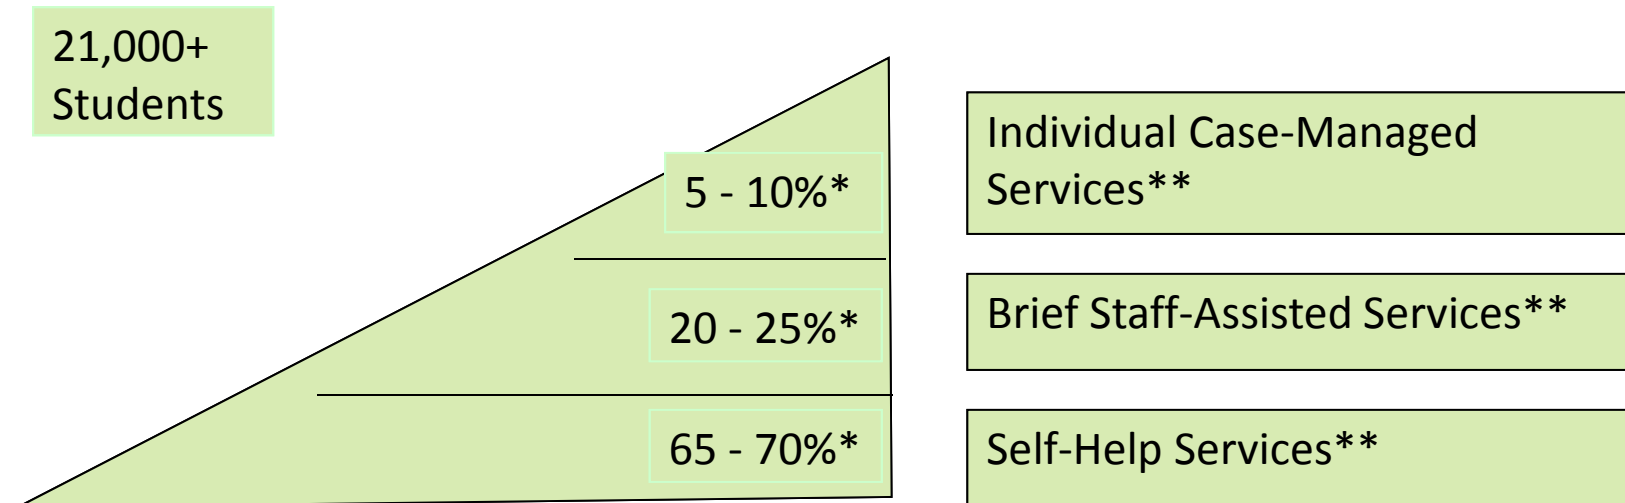 21,000+
Students
5 - 10%*
Individual Case-Managed
Services**
20 - 25%*
Brief Staff-Assisted Services**
65 - 70%*
Self-Help Services**